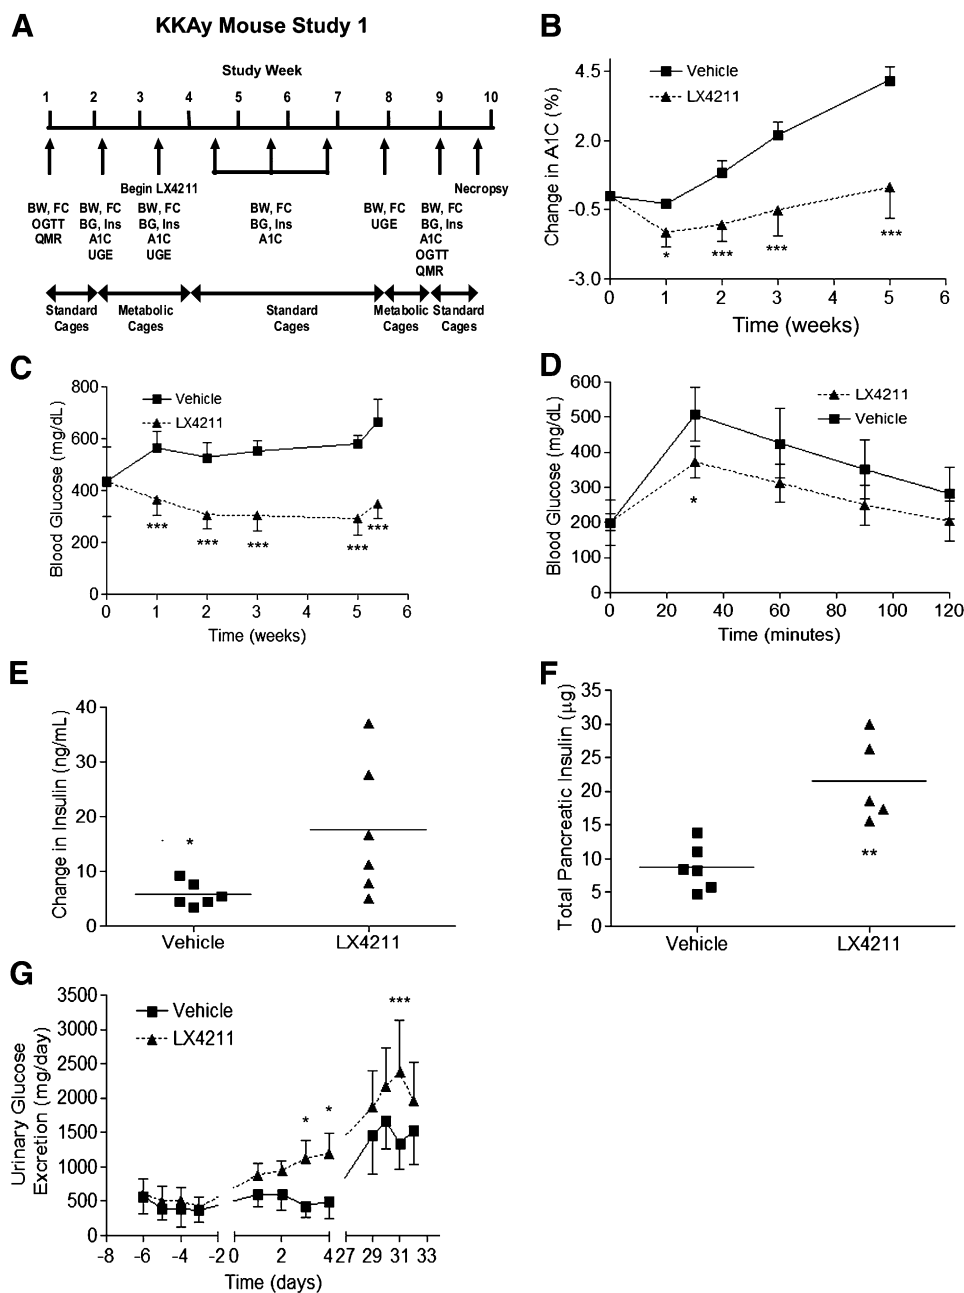 A KKAy Mouse Study 1
Study Week
1 2 3 4 5 6 7 8 9 10
Begin LX4211 Necropsy
BW, FC BW, FC BW, FC BW, FC BW, FC BW, FC
OGTT BG, Ins BG, Ins BG, Ins UGE BG, Ins
QMR A1C A1C A1C A1C
UGE UGE OGTT
QMR
Standard Metabolic Standard Metabolic Standard
Cages Cages Cages Cages Cages
B
Change in A1C (%)
4.5
2.0
-0.5
-3.0
Vehicle
LX4211
* *** *** ***
0 1 2 3 4 5 6
Time (weeks)
C
Blood Glucose (mg/dL)
800
600
400
200
0
Vehicle
LX4211
*** *** *** *** ***
0 1 2 3 4 5 6
Time (weeks)
D
Blood Glucose (mg/dL)
600
500
400
300
200
100
0
LX4211
Vehicle
*
0 20 40 60 80 100 120
Time (minutes)
E
Change in Insulin (ng/mL)
40
30
20
10
0
*
Vehicle LX4211
F
Total Pancreatic Insulin (µg)
35
30
25
20
15
10
5
0
**
Vehicle LX4211
G
Urinary Glucose
Excretion (mg/day)
3500
3000
2500
2000
1500
1000
500
0
Vehicle
LX4211
* * ***
-8 -6 -4 -2 0 2 4 27 29 31 33
Time (days)